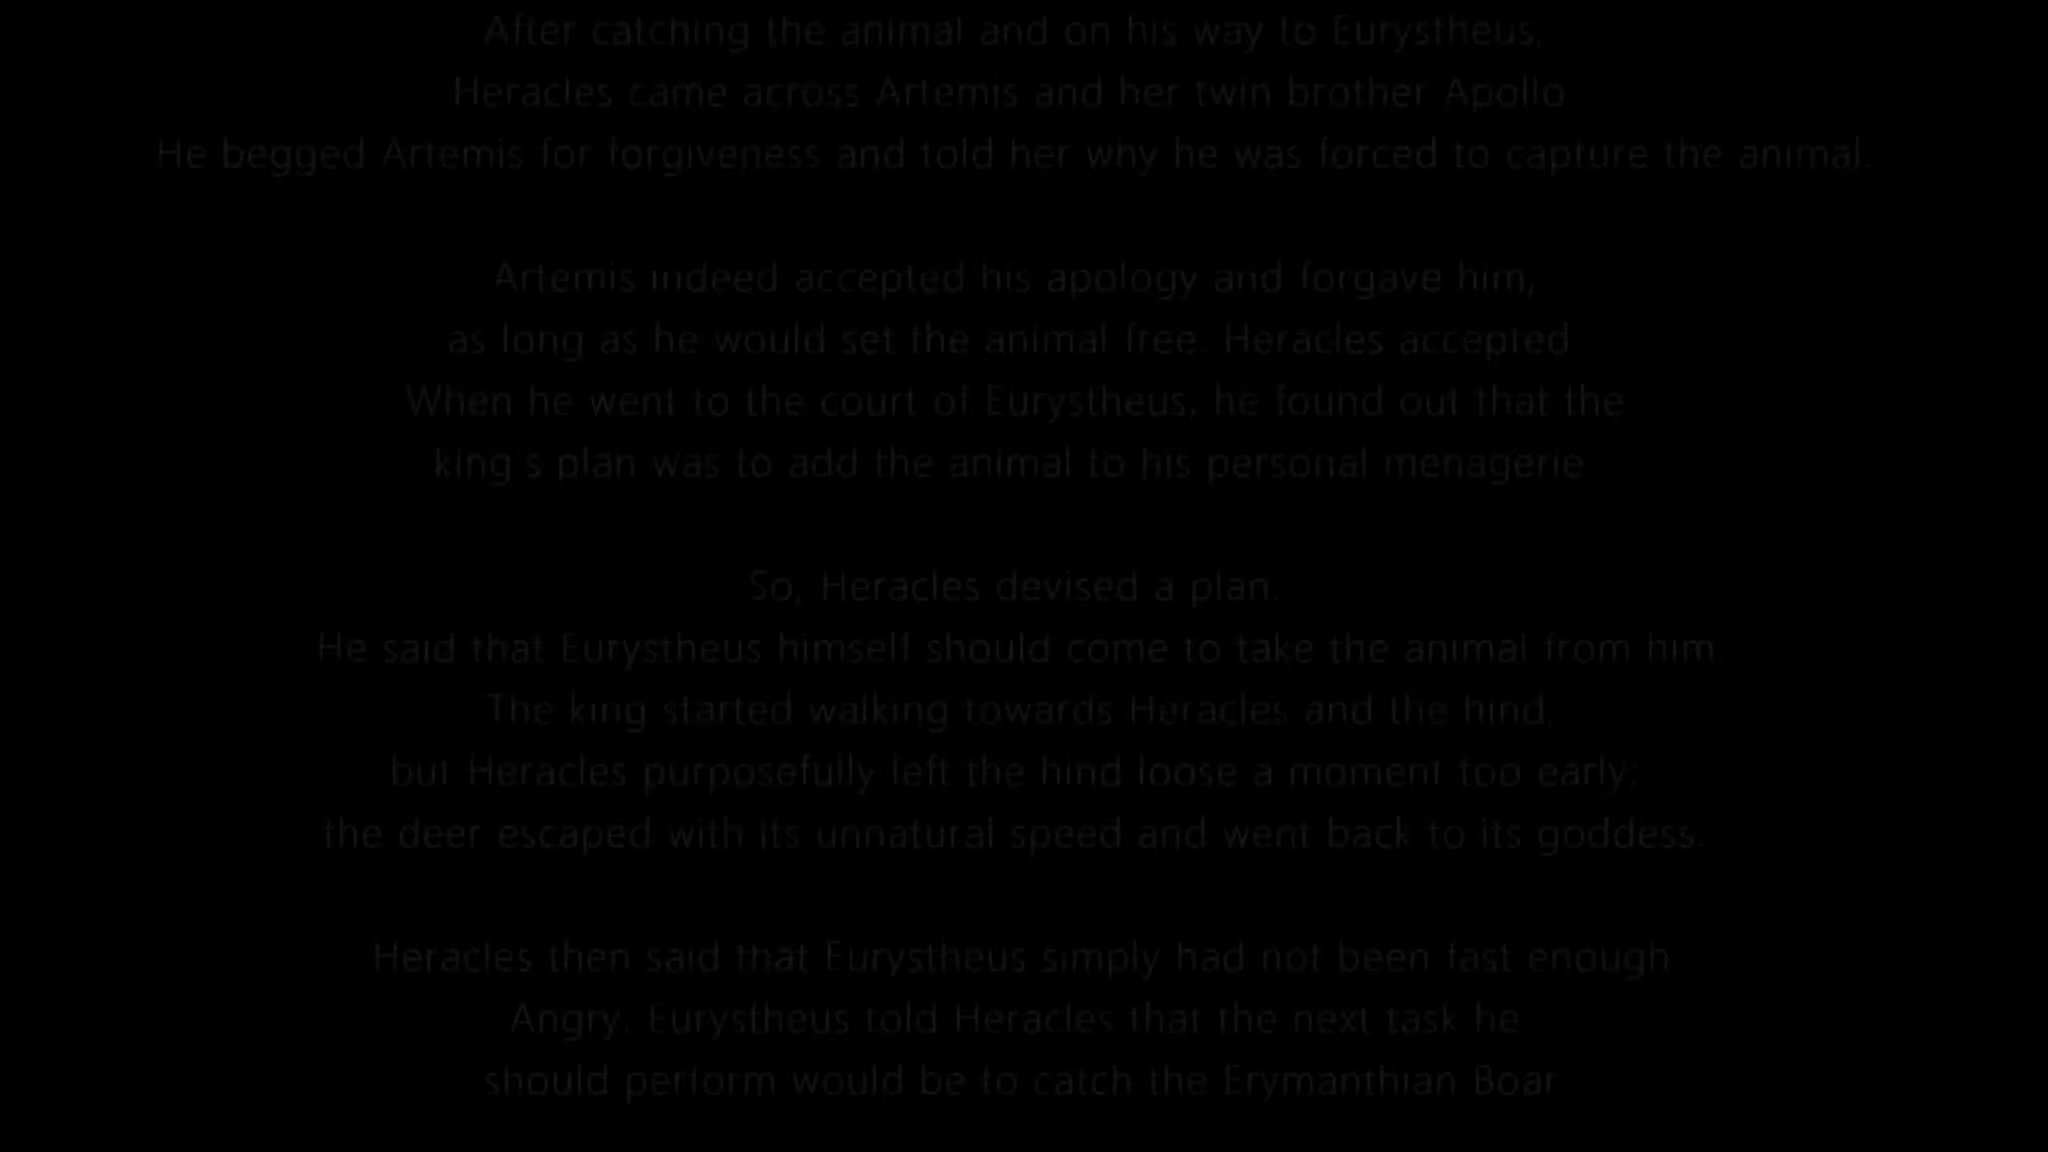 After catching the animal and on his way to Eurystheus,
Heracles came across Artemis and her twin brother Apollo.
He begged Artemis for forgiveness and told her why he was forced to capture the animal.
Artemis indeed accepted his apology and forgave him,
as long as he would set the animal free. Heracles accepted
When he went to the court of Eurystheus, he found out that the
king s plan was to add the animal to his personal menagerie
So, Heracles devised a plan.
He said that Eurystheus himself should come to take the animal from him.
The king started walking towards Heracles and the hind,
but Heracles purposefully left the hind loose a moment too early;
the deer escaped with its unnatural speed and went back to its goddess.
Heracles then said that Eurystheus simply had not been fast enough
Angry, Eurystheus told Heracles that the next task he
should perform would be to catch the Erymanthian Boar